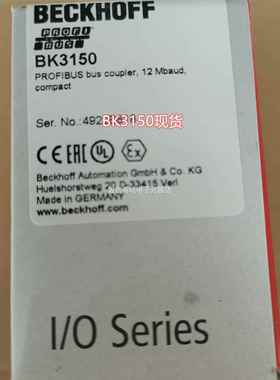 BECKHOFF
PROFI
BUS
BK3150
PROFIBUS bus coupler, 12 Mbaud,
compact
Ser. No.: 492
BK3150现货
Beckhoff Automation GmbH & Co. KG
Huelshorstweg 20 D-33415 Verl
Made in GERMANY
www.beckhoff.com
I/O Series